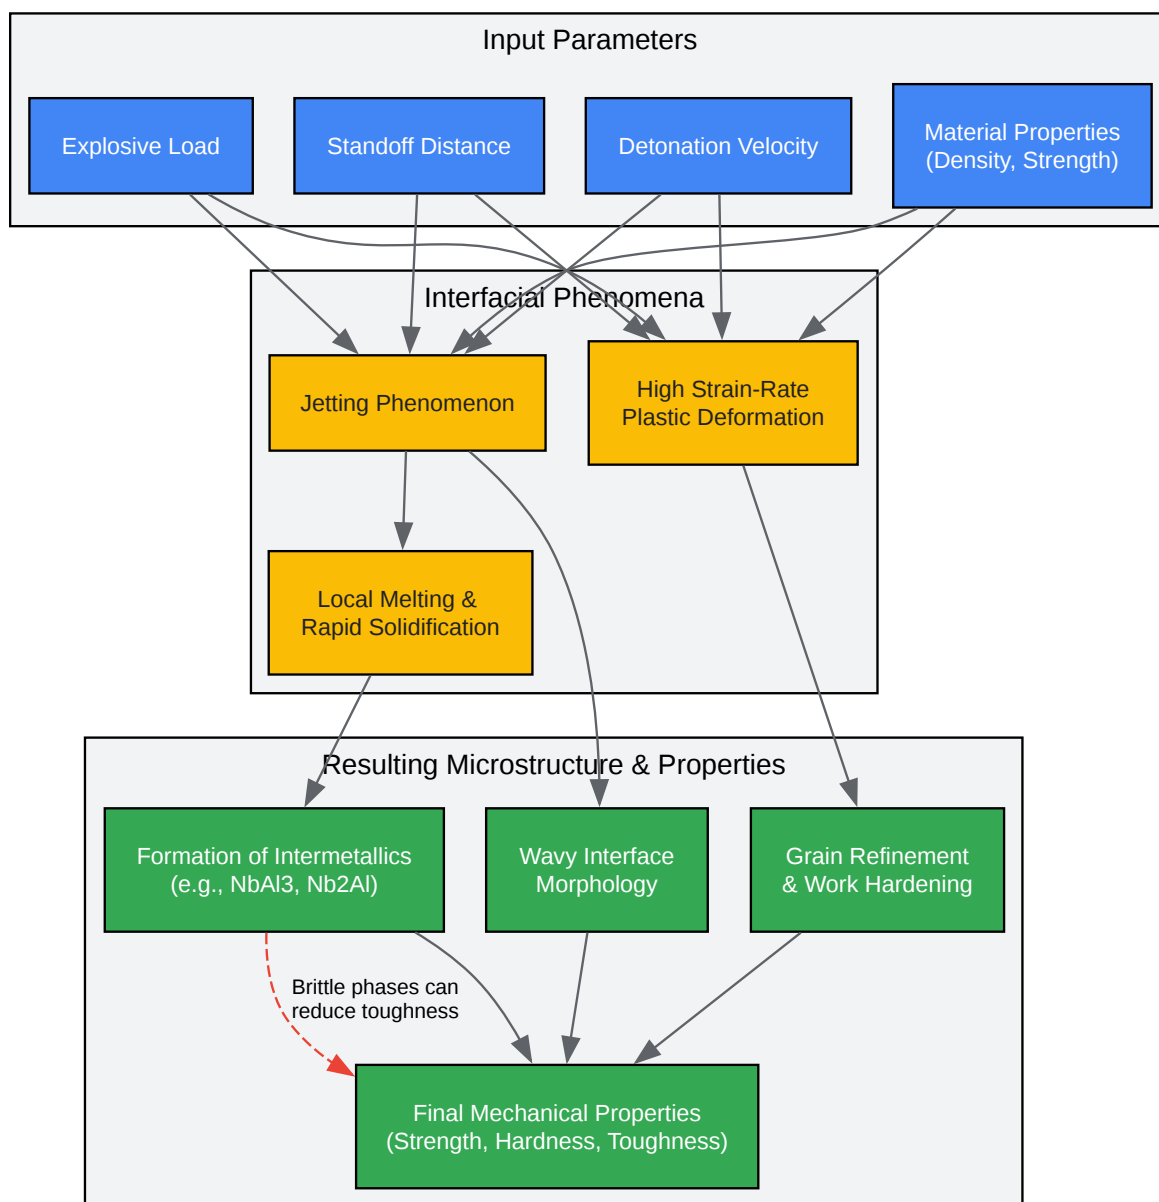 Input Parameters
Explosive Load
Standoff Distance
Detonation Velocity
Material Properties
(Density, Strength)
Interfacial Phenomena
Jetting Phenomenon
High Strain-Rate
Plastic Deformation
Local Melting &
Rapid Solidification
Resulting Microstructure & Properties
Formation of Intermetallics
(e.g., NbAl3, Nb2Al)
Wavy Interface
Morphology
Grain Refinement
& Work Hardening
Brittle phases can
reduce toughness
Final Mechanical Properties
(Strength, Hardness, Toughness)